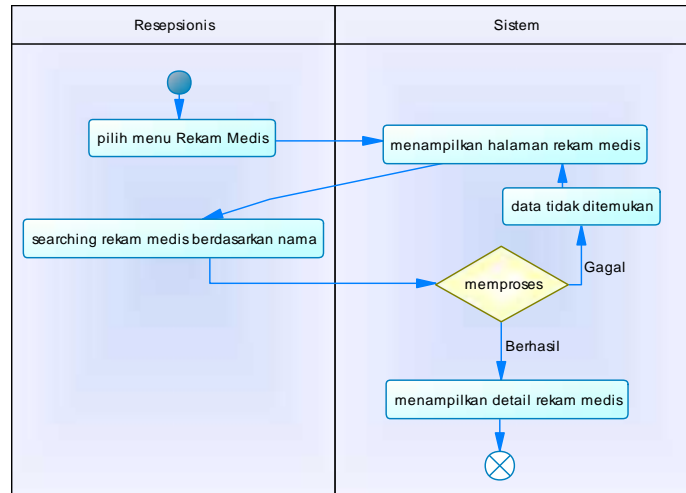 Resepsionis
Sistem
pilih menu Rekam Medis
menampilkan halaman rekam medis
data tidak ditemukan
searching rekam medis berdasarkan nama
Gagal
memproses
Berhasil
menampilkan detail rekam medis